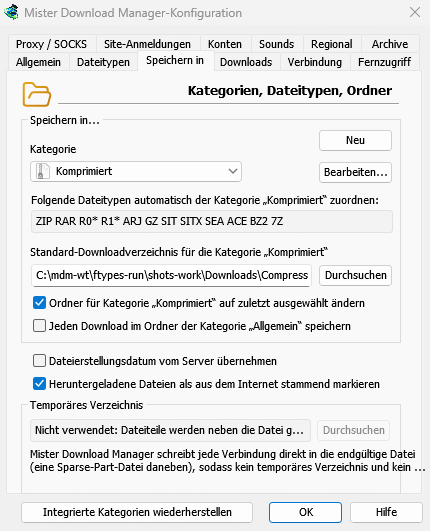 Mister Download Manager-Konfiguration
Proxy / SOCKS Site-Anmeldungen Konten Sounds Regional Archive
Allgemein Dateitypen Speichern in Downloads Verbindung Fernzugriff
Kategorien, Dateitypen, Ordner
Speichern in...
Neu
Kategorie
Komprimiert
Bearbeiten...
Folgende Dateitypen automatisch der Kategorie „Komprimiert“ zuordnen:
ZIP RAR R0* R1* ARJ GZ SIT SITX SEA ACE BZ2 7Z
Standard-Downloadverzeichnis für die Kategorie „Komprimiert“
C:\mdm-wt\ftypes-run\shots-work\Downloads\Compress Durchsuchen
Ordner für Kategorie „Komprimiert“ auf zuletzt ausgewählt ändern
Jeden Download im Ordner der Kategorie „Allgemein“ speichern
Dateierstellungsdatum vom Server übernehmen
Heruntergeladene Dateien als aus dem Internet stammend markieren
Temporäres Verzeichnis
Nicht verwendet: Dateiteile werden neben die Datei g... Durchsuchen
Mister Download Manager schreibt jede Verbindung direkt in die endgültige Datei
(eine Sparse-Part-Datei daneben), sodass kein temporäres Verzeichnis und kein ...
Integrierte Kategorien wiederherstellen OK Hilfe